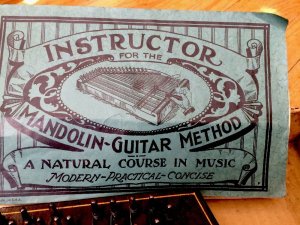 INSTRUCTOR
FOR THE
MANDOLIN-GUITAR METHOD
A NATURAL COURSE IN MUSIC
MODERN-PRACTICAL-CONCISE